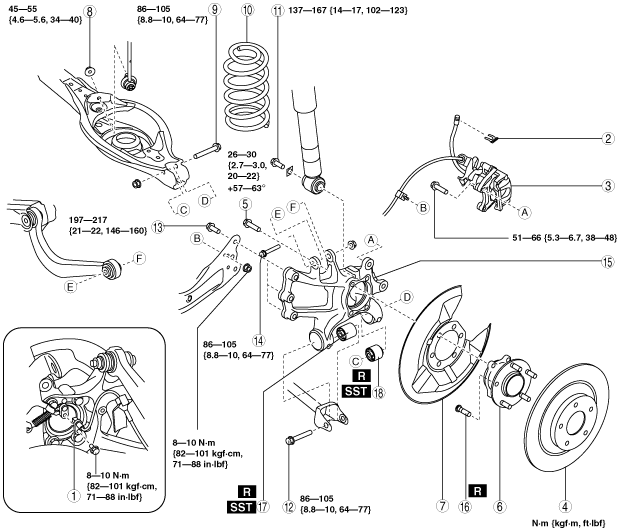 45—55
{4.6—5.6, 34—40}
8
86—105
{8.8—10, 64—77}
9
10
11
137—167 {14—17, 102—123}
2
3
26—30
{2.7—3.0,
20—22}
+57—63°
C
D
B
A
5
51—66 {5.3—6.7, 38—48}
197—217
{21—22, 146—160}
13
E
F
B
A
15
F
E
14
D
86—105
{8.8—10, 64—77}
C
R
SST
18
8—10 N·m
{82—101 kgf·cm,
71—88 in·lbf}
1
8—10 N·m
{82—101 kgf·cm,
71—88 in·lbf}
R
SST
17
12
86—105
{8.8—10, 64—77}
7
16
R
6
4
N·m {kgf·m, ft·lbf}